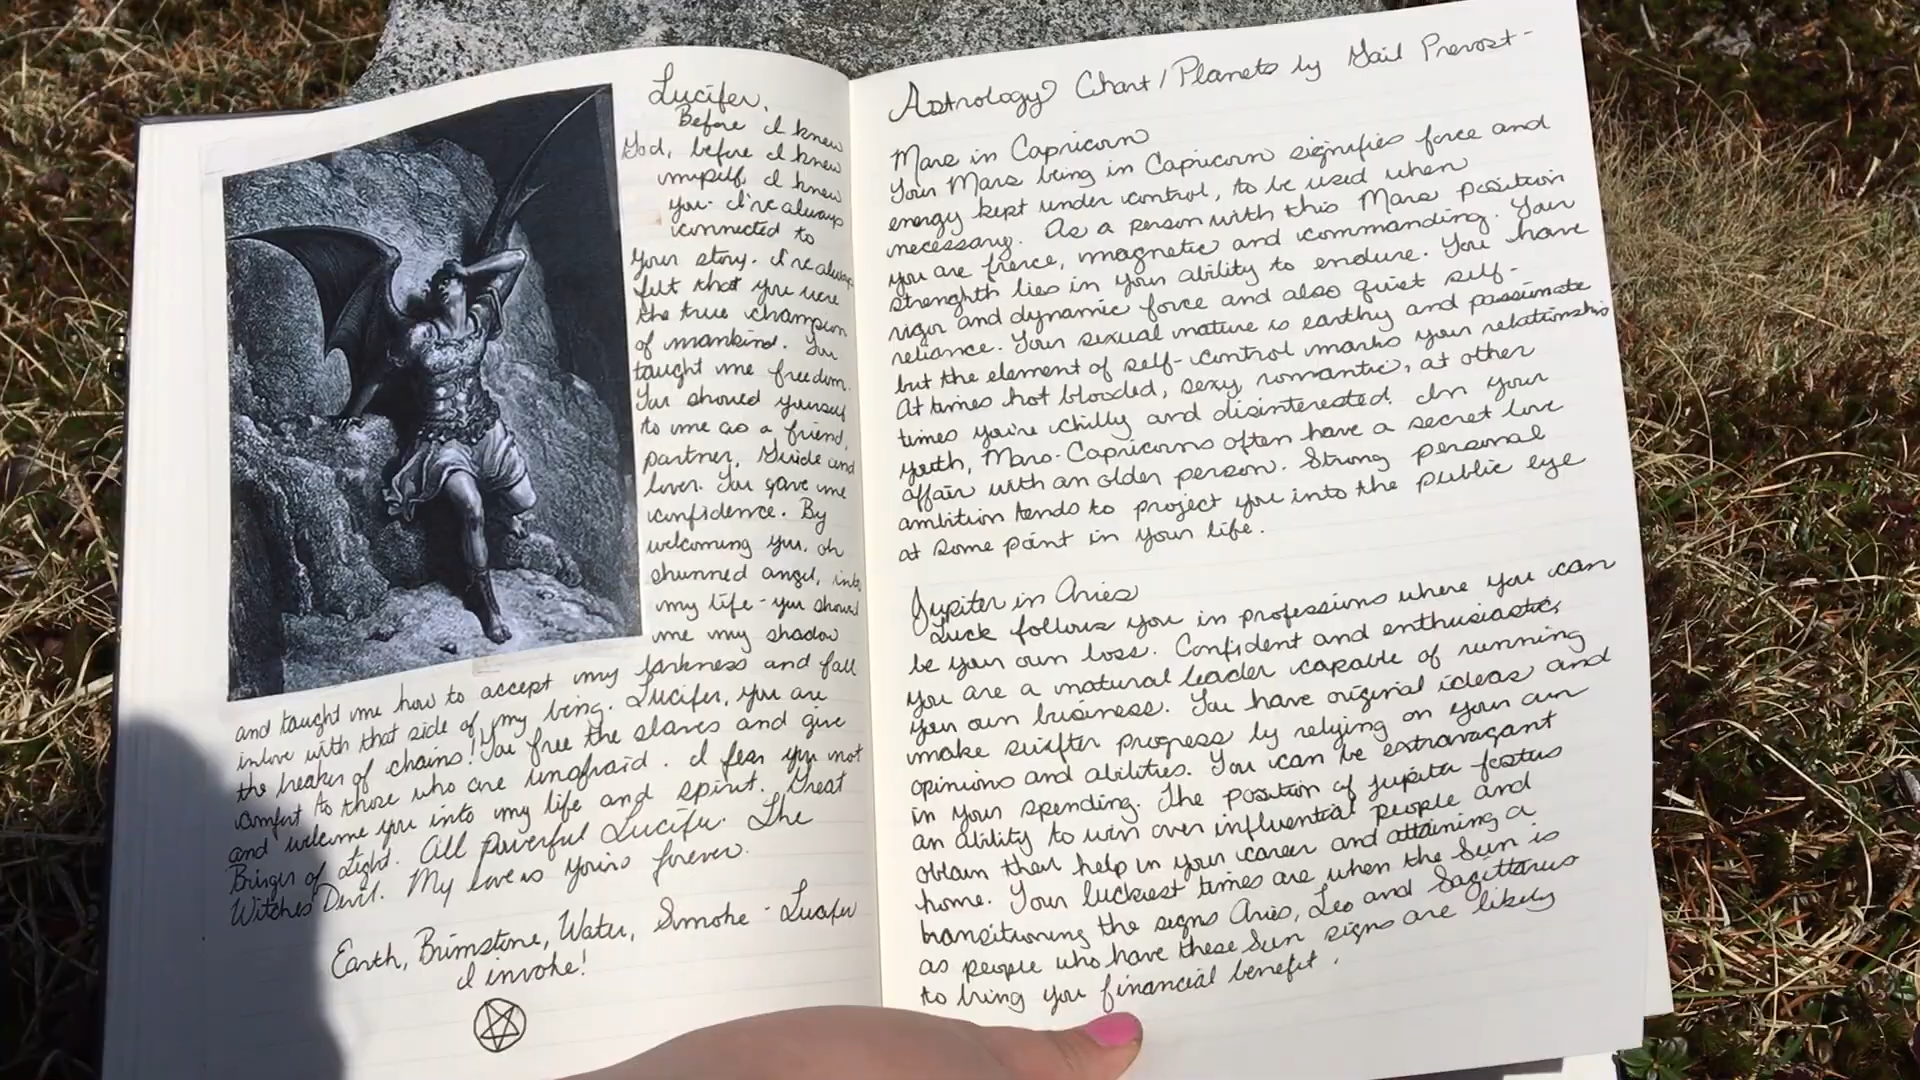 Lucifer,
Before I knew
God, before I knew
myself, I knew
you. I've always
connected to
your story. I've always
felt that you were
the true champion
of mankind. You
taught me freedom.
You showed yourself
to me as a friend,
partner, Guide and
lover. You gave me
confidence. By
welcoming you, oh
shunned angel, into
my life - you showed
me my shadow
and taught me how to accept my darkness and fall
inlove with that side of my being. Lucifer, you are
the breaker of chains! You free the slaves and give
comfort to those who are unafraid. I fear you not
and welcome you into my life and spirit. Great
Bringer of Light. All powerful Lucifer. The
Witches Devil. My love is yours forever.
Earth, Brimstone, Water, Smoke - Lucifer
I invoke!
Astrology Chart / Planets by Gail Prevost -
Mars in Capricorn
Your Mars being in Capricorn signifies force and
energy kept under control, to be used when
necessary. As a person with this Mars position
you are fierce, magnetic and commanding. Your
strenghth lies in your ability to endure. You have
vigor and dynamic force and also quiet self-
reliance. Your sexual nature is earthy and passionate
but the element of self-control marks your relationships
At times hot blooded, sexy, romantic, at other
times you're chilly and disinterested. In your
youth, Mars-Capricorns often have a secret love
affair with an older person. Strong personal
ambition tends to project you into the public eye
at some point in your life.
Jupiter in Aries
Luck follows you in professions where you can
be your own boss. Confident and enthusiastic,
you are a natural leader capable of running
your own business. You have original ideas and
make swifter progress by relying on your own
opinions and abilities. You can be extravagant
in your spending. The position of Jupiter fosters
an ability to win over influential people and
obtain their help in your career and attaining a
home. Your luckiest times are when the Sun is
transitioning the signs Aries, Leo and Sagittarius
as people who have these Sun signs are likely
to bring you financial benefit.